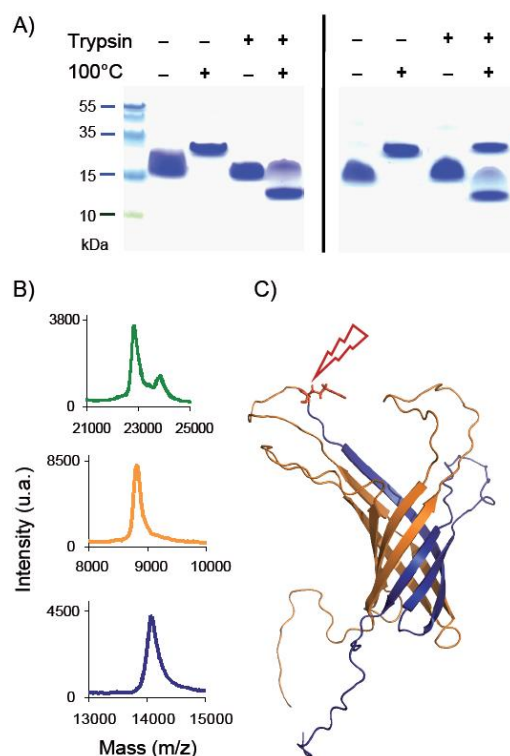 A)
Trypsin – – + + – – + +
100°C – + – + – + – +
55
35
15
10
kDa
B)
C)
3800
0
21000 23000 25000
8500
0
8000 9000 10000
4500
0
13000 14000 15000
Intensity (u.a.)
Mass (m/z)